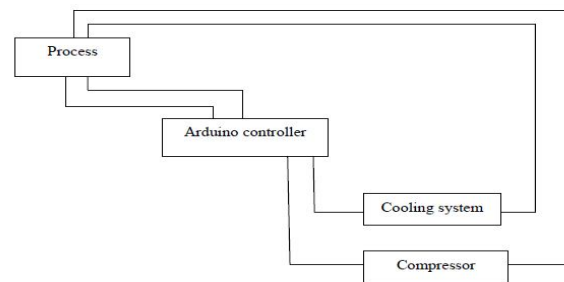 Process
Arduino controller
Cooling system
Compressor